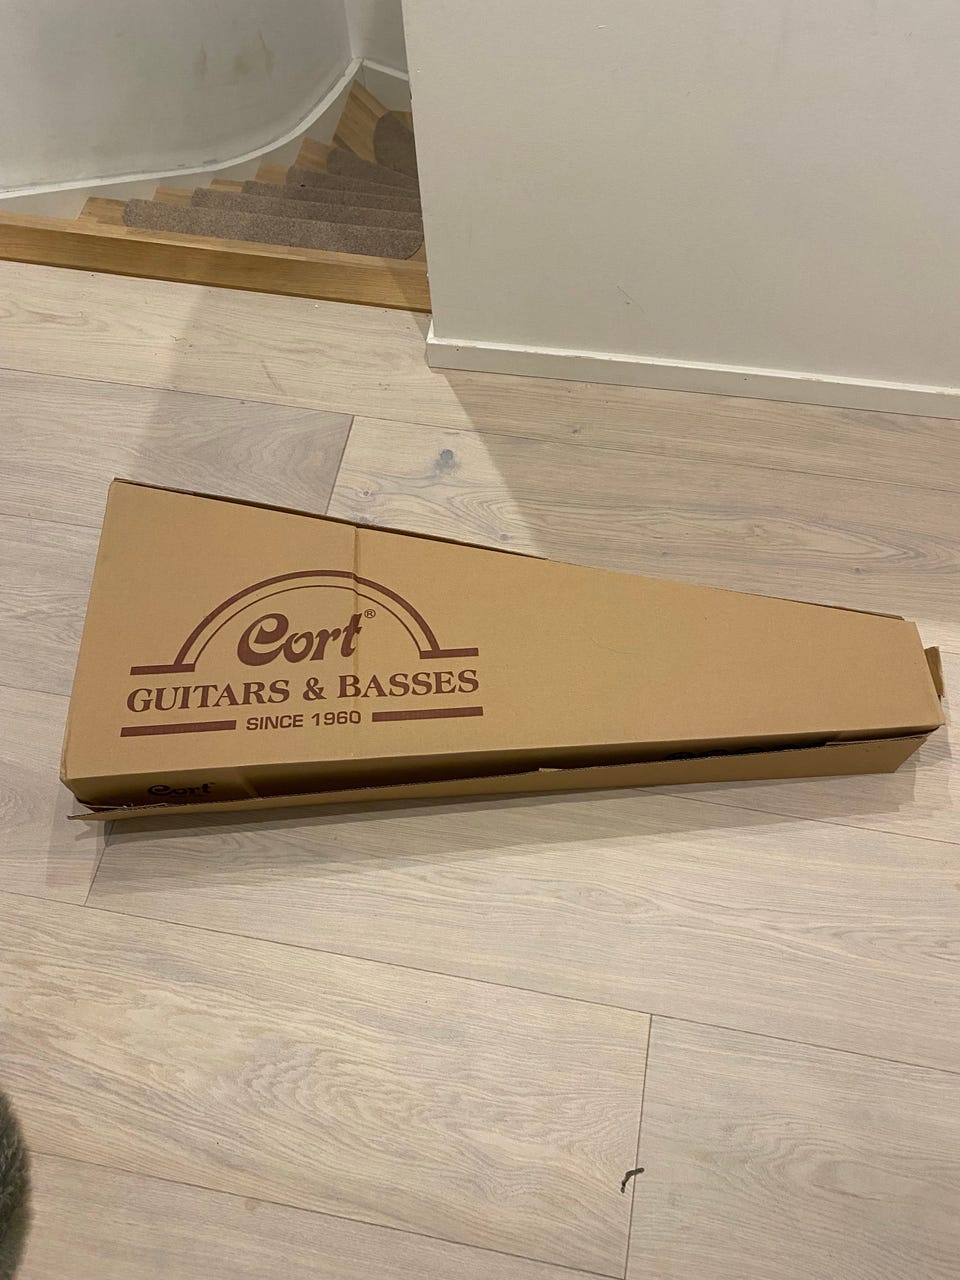 Cort®
GUITARS & BASSES
SINCE 1960
Cort